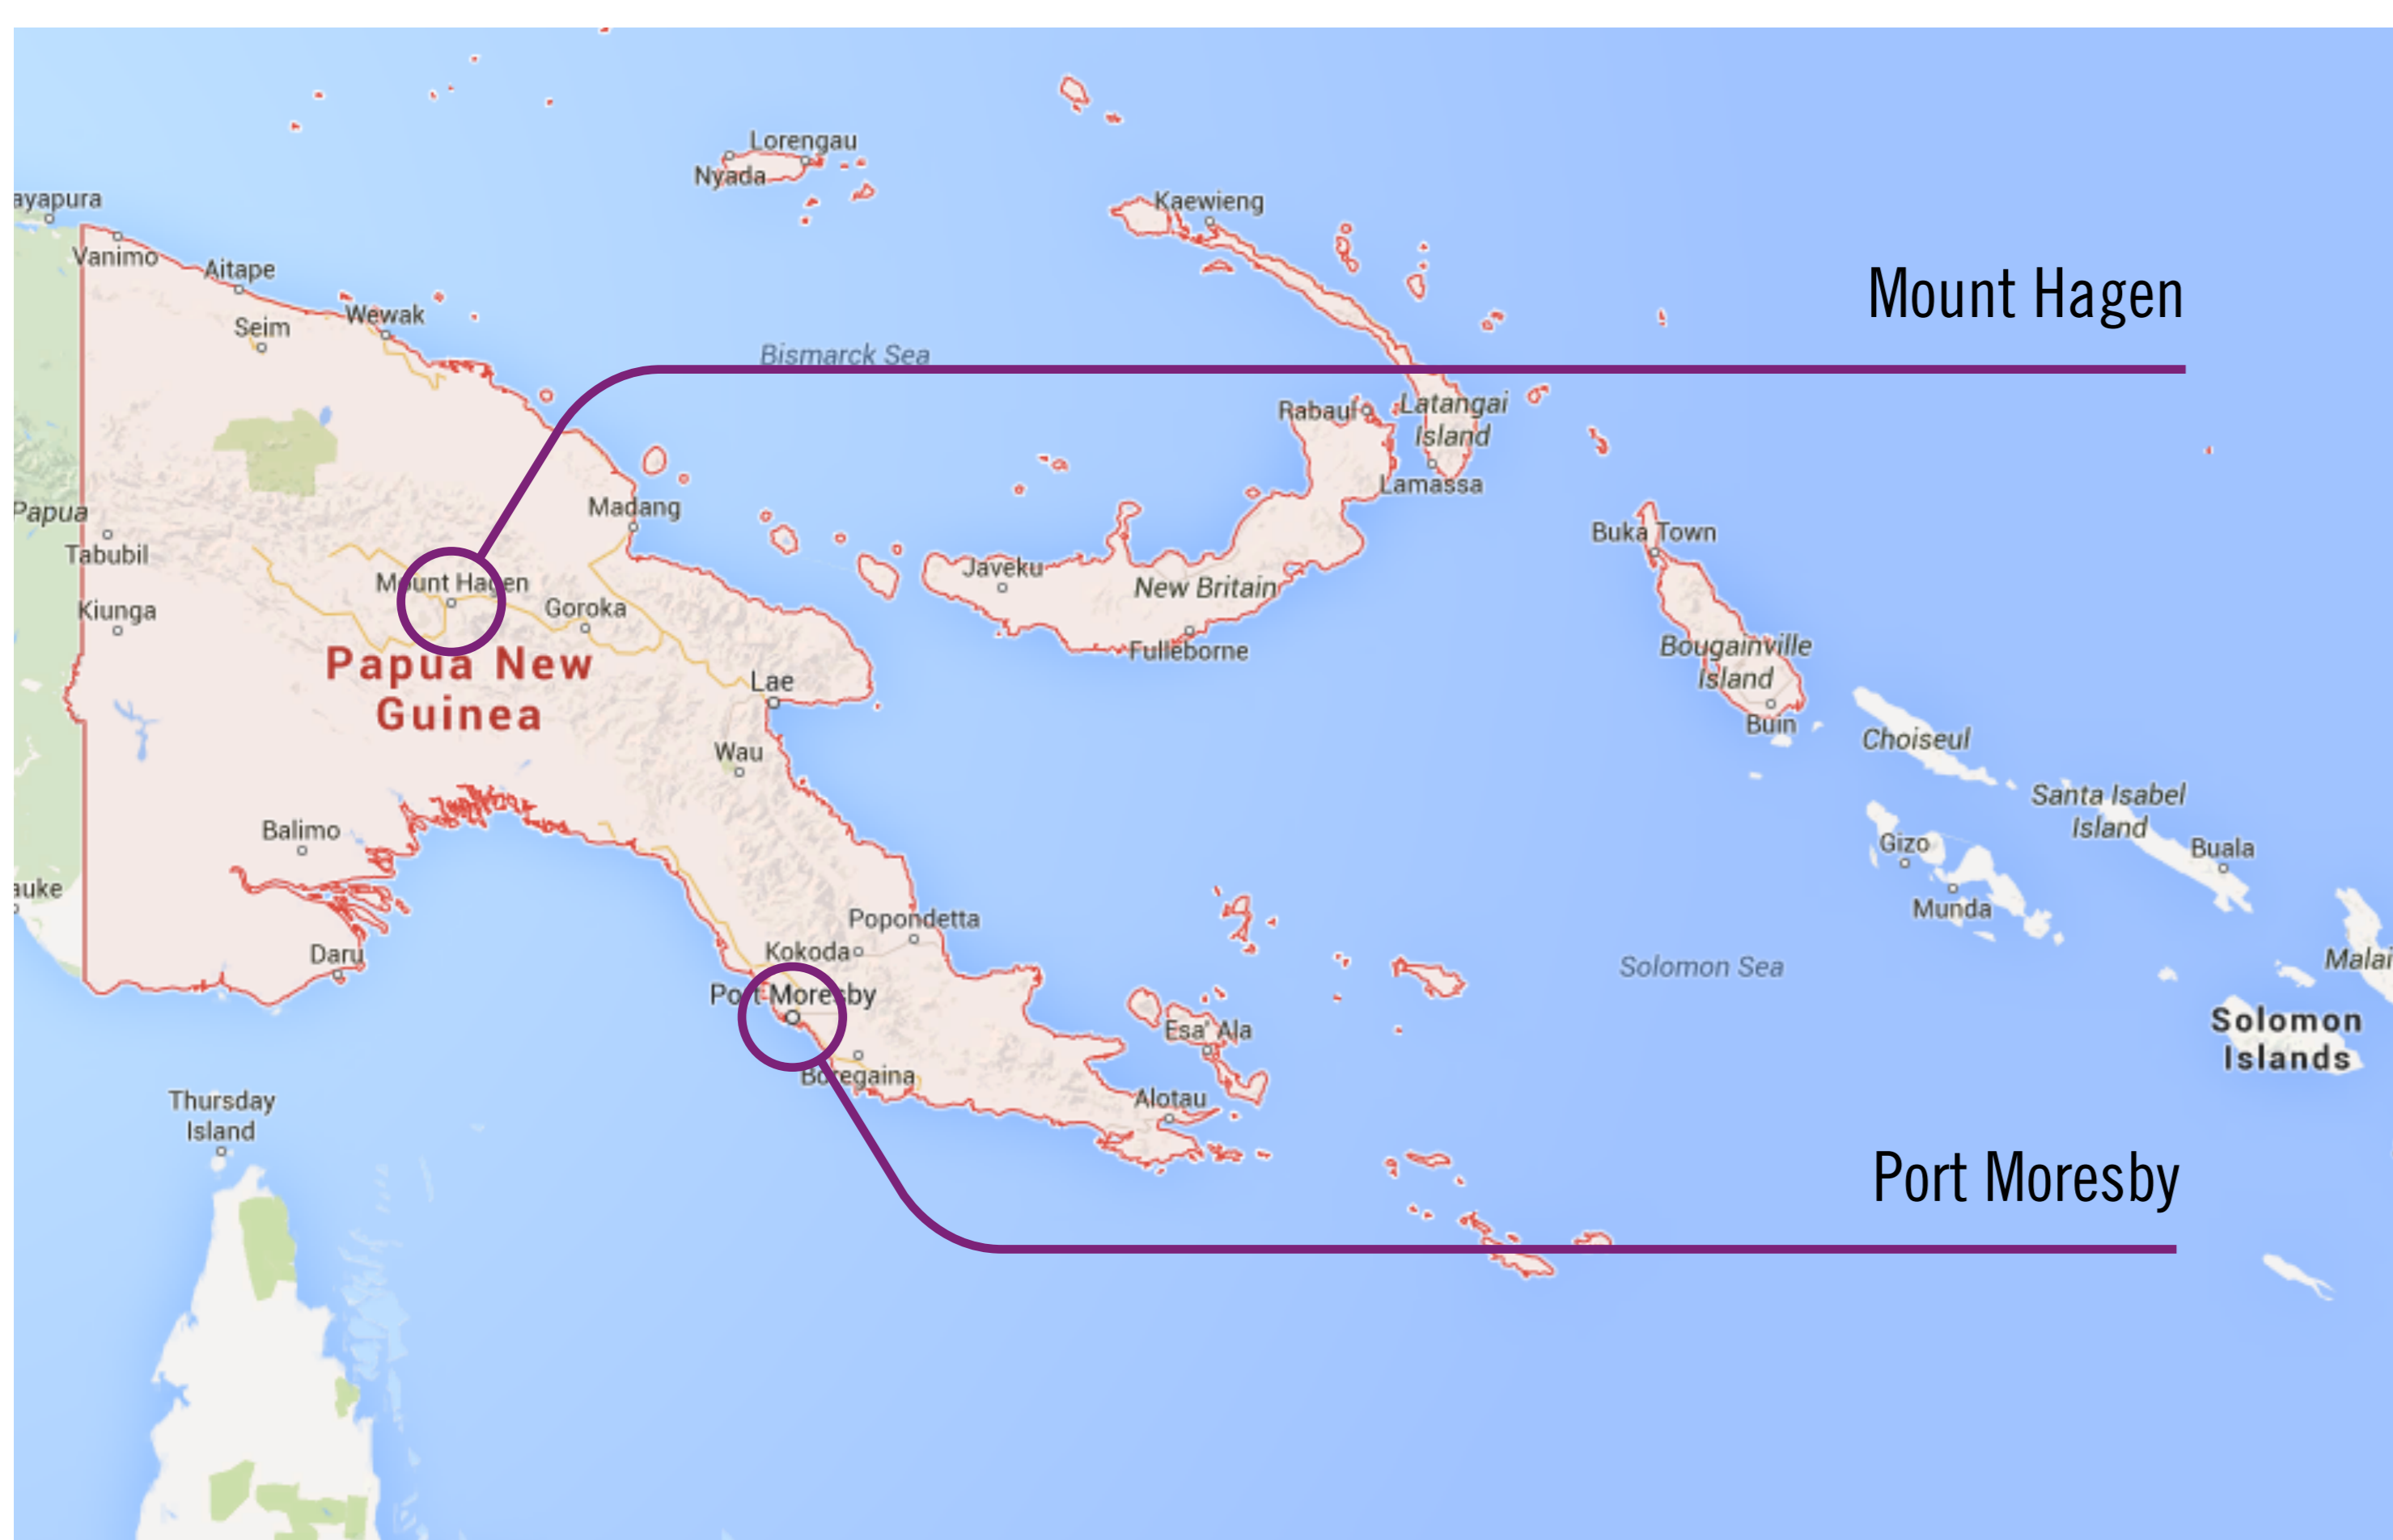 Lorengau
Nyada
Kaewieng
ayapura
Vanimo
Aitape
Seim
Wewak
Mount Hagen
Bismarck Sea
Rabaul
Latangai
Island
Lamassa
Papua
Tabubil
Madang
Buka Town
Mount Hagen
Javeku
New Britain
Kiunga
Goroka
Fulleborne
Bougainville
Island
Papua New
Guinea
Lae
Buin
Choiseul
Wau
Santa Isabel
Island
Balimo
Gizo
Buala
auke
Munda
Popondetta
Daru
Kokoda
Solomon Sea
Malai
Port Moresby
Esa' Ala
Solomon
Islands
Boregaina
Alotau
Thursday
Island
Port Moresby